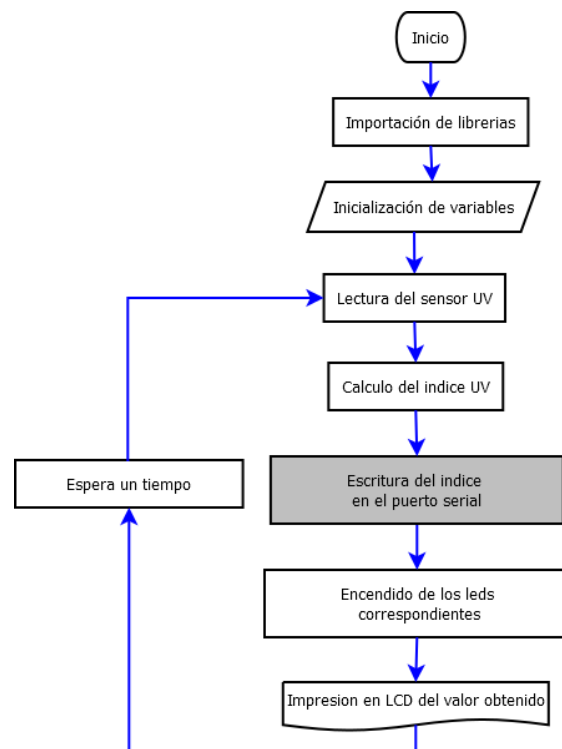 Inicio
Importación de librerias
Inicialización de variables
Lectura del sensor UV
Calculo del indice UV
Espera un tiempo
Escritura del indice
en el puerto serial
Encendido de los leds
correspondientes
Impresion en LCD del valor obtenido